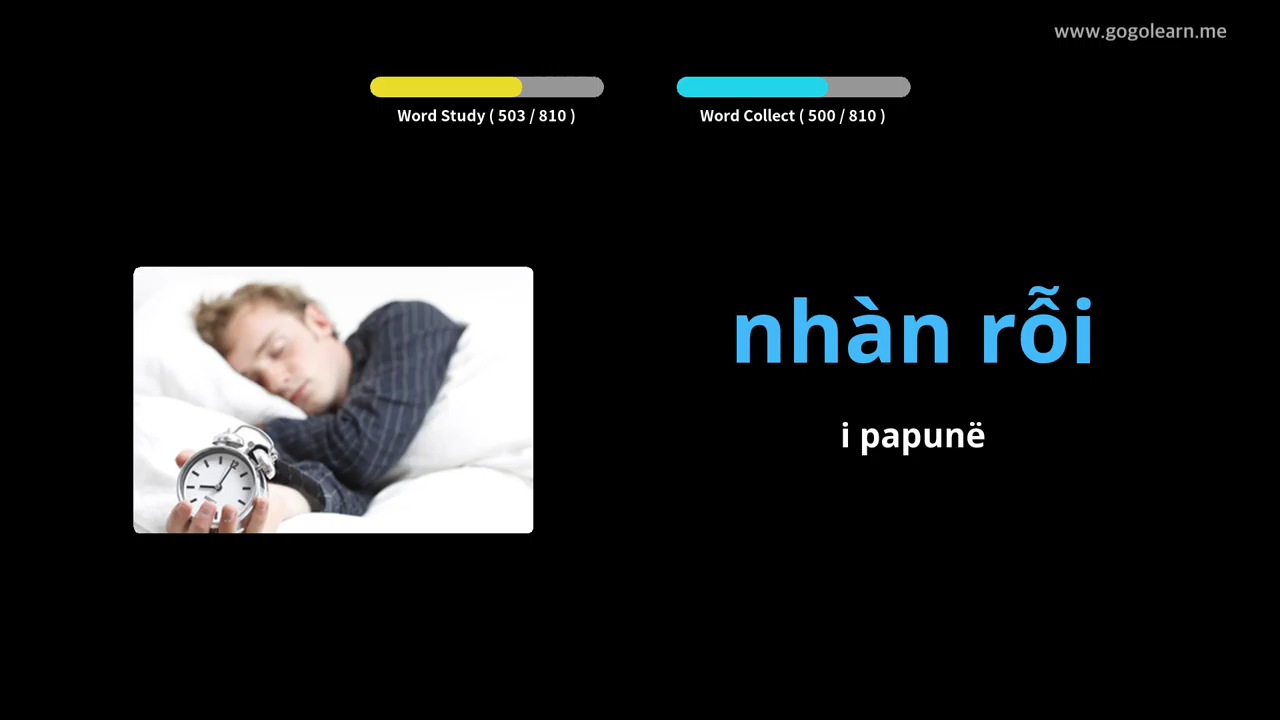 www.gogolearn.me
Word Study ( 503 / 810 )
Word Collect ( 500 / 810 )
nhàn rỗi
i papunë